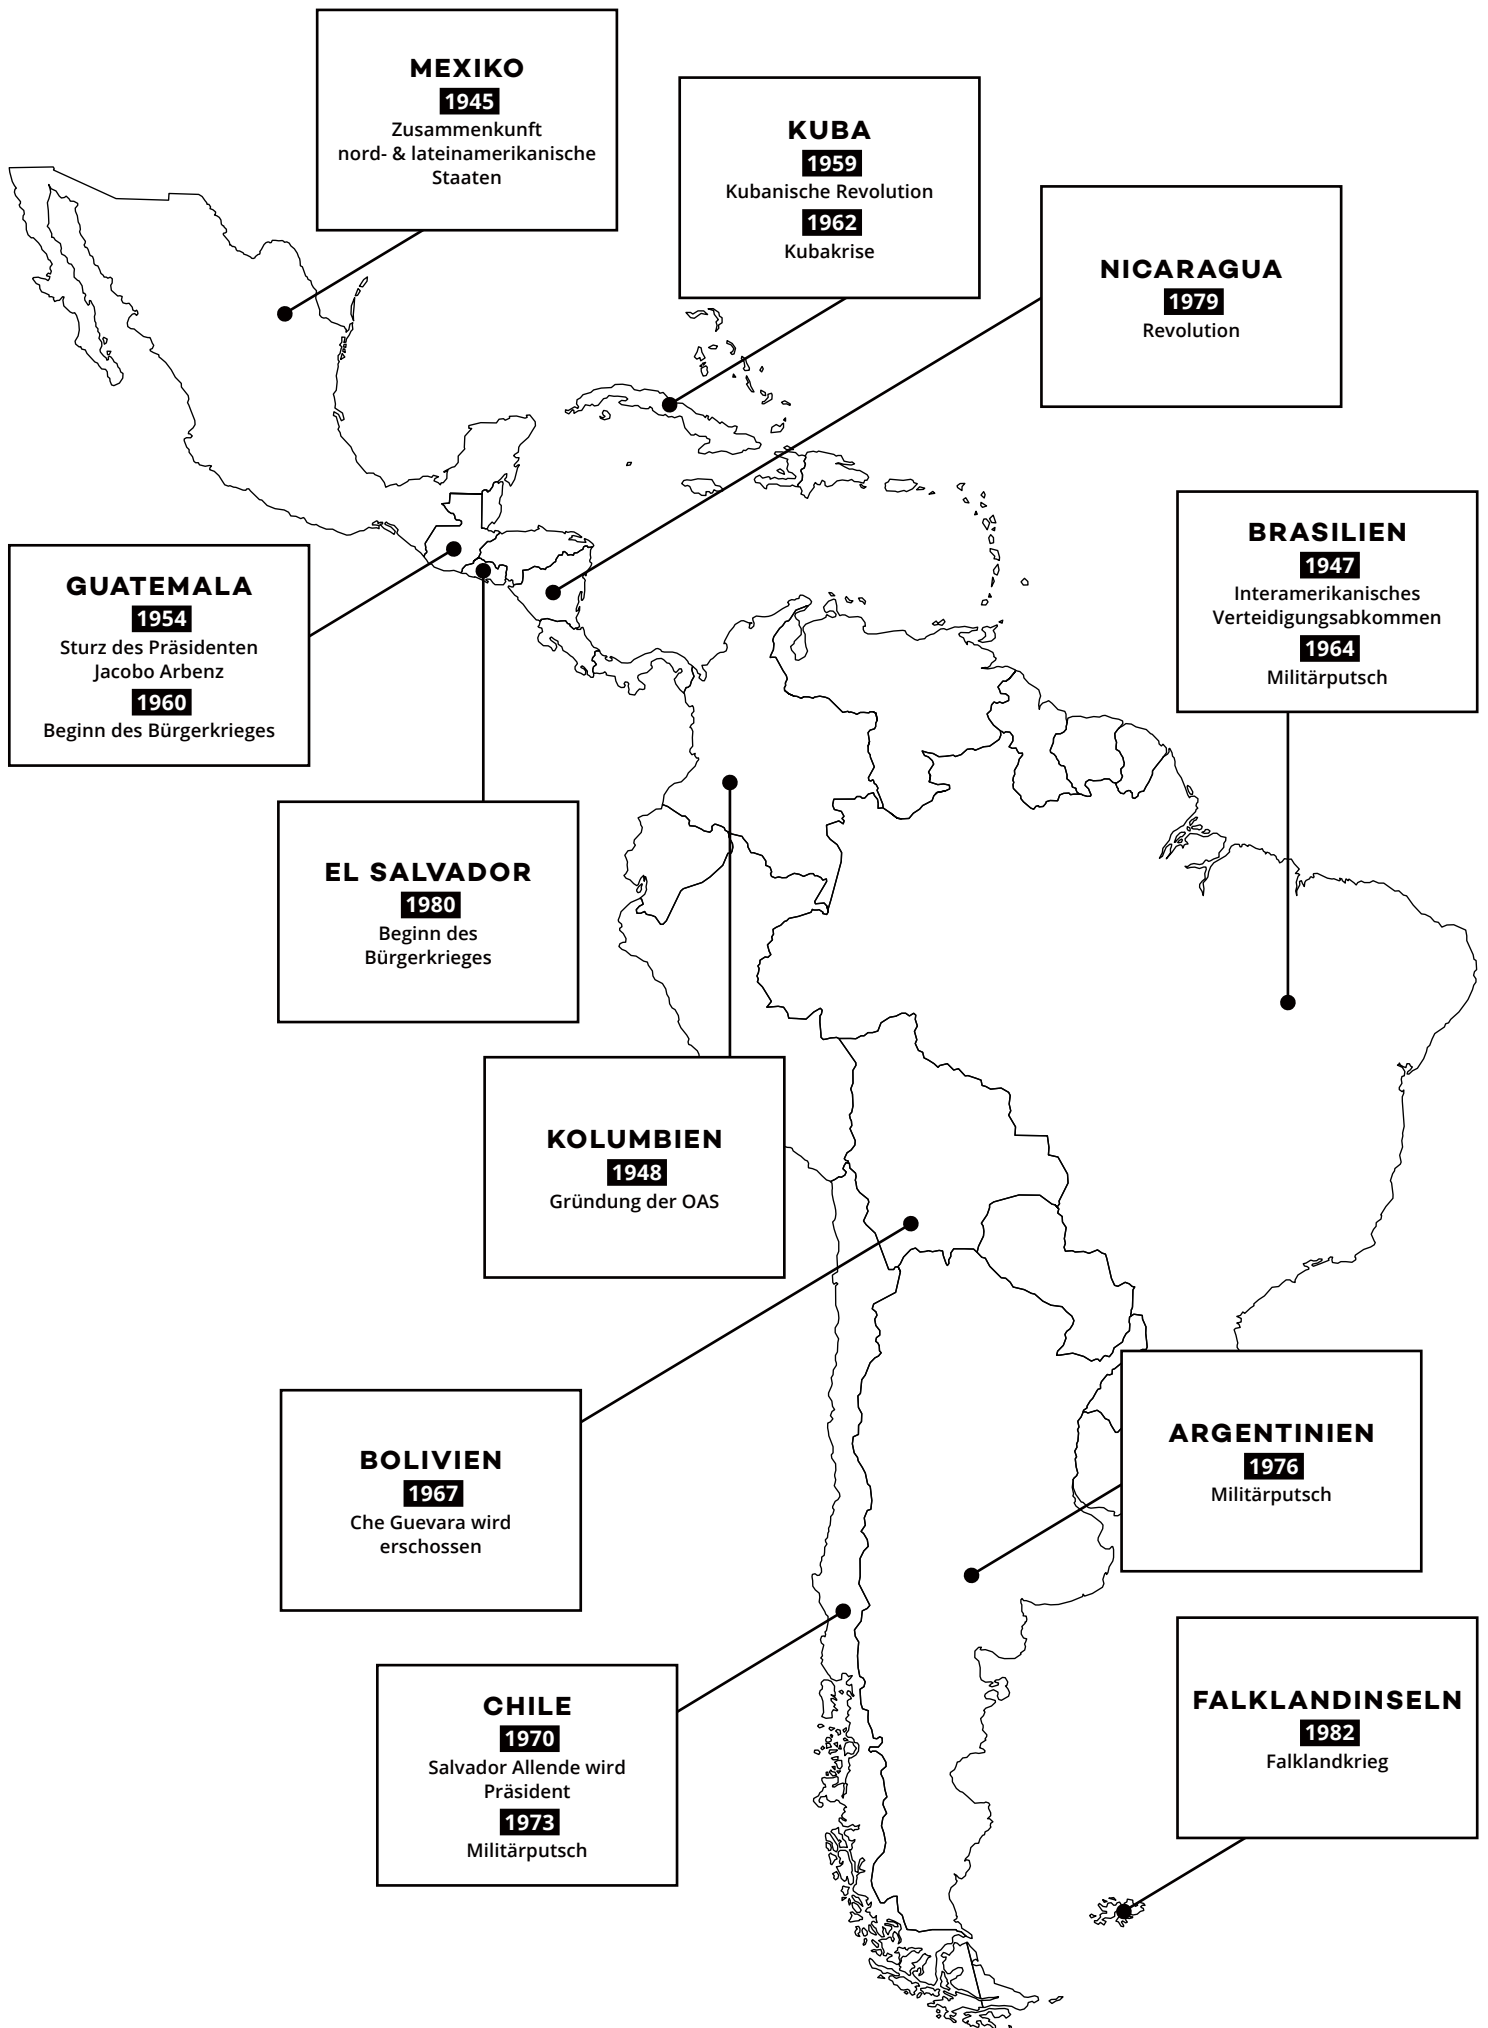 MEXIKO
1945
Zusammenkunft
nord- & lateinamerikanische
Staaten
KUBA
1959
Kubanische Revolution
1962
Kubakrise
NICARAGUA
1979
Revolution
BRASILIEN
1947
Interamerikanisches
Verteidigungsabkommen
1964
Militärputsch
GUATEMALA
1954
Sturz des Präsidenten
Jacobo Arbenz
1960
Beginn des Bürgerkrieges
EL SALVADOR
1980
Beginn des
Bürgerkrieges
KOLUMBIEN
1948
Gründung der OAS
BOLIVIEN
1967
Che Guevara wird
erschossen
ARGENTINIEN
1976
Militärputsch
CHILE
1970
Salvador Allende wird
Präsident
1973
Militärputsch
FALKLANDINSELN
1982
Falklandkrieg